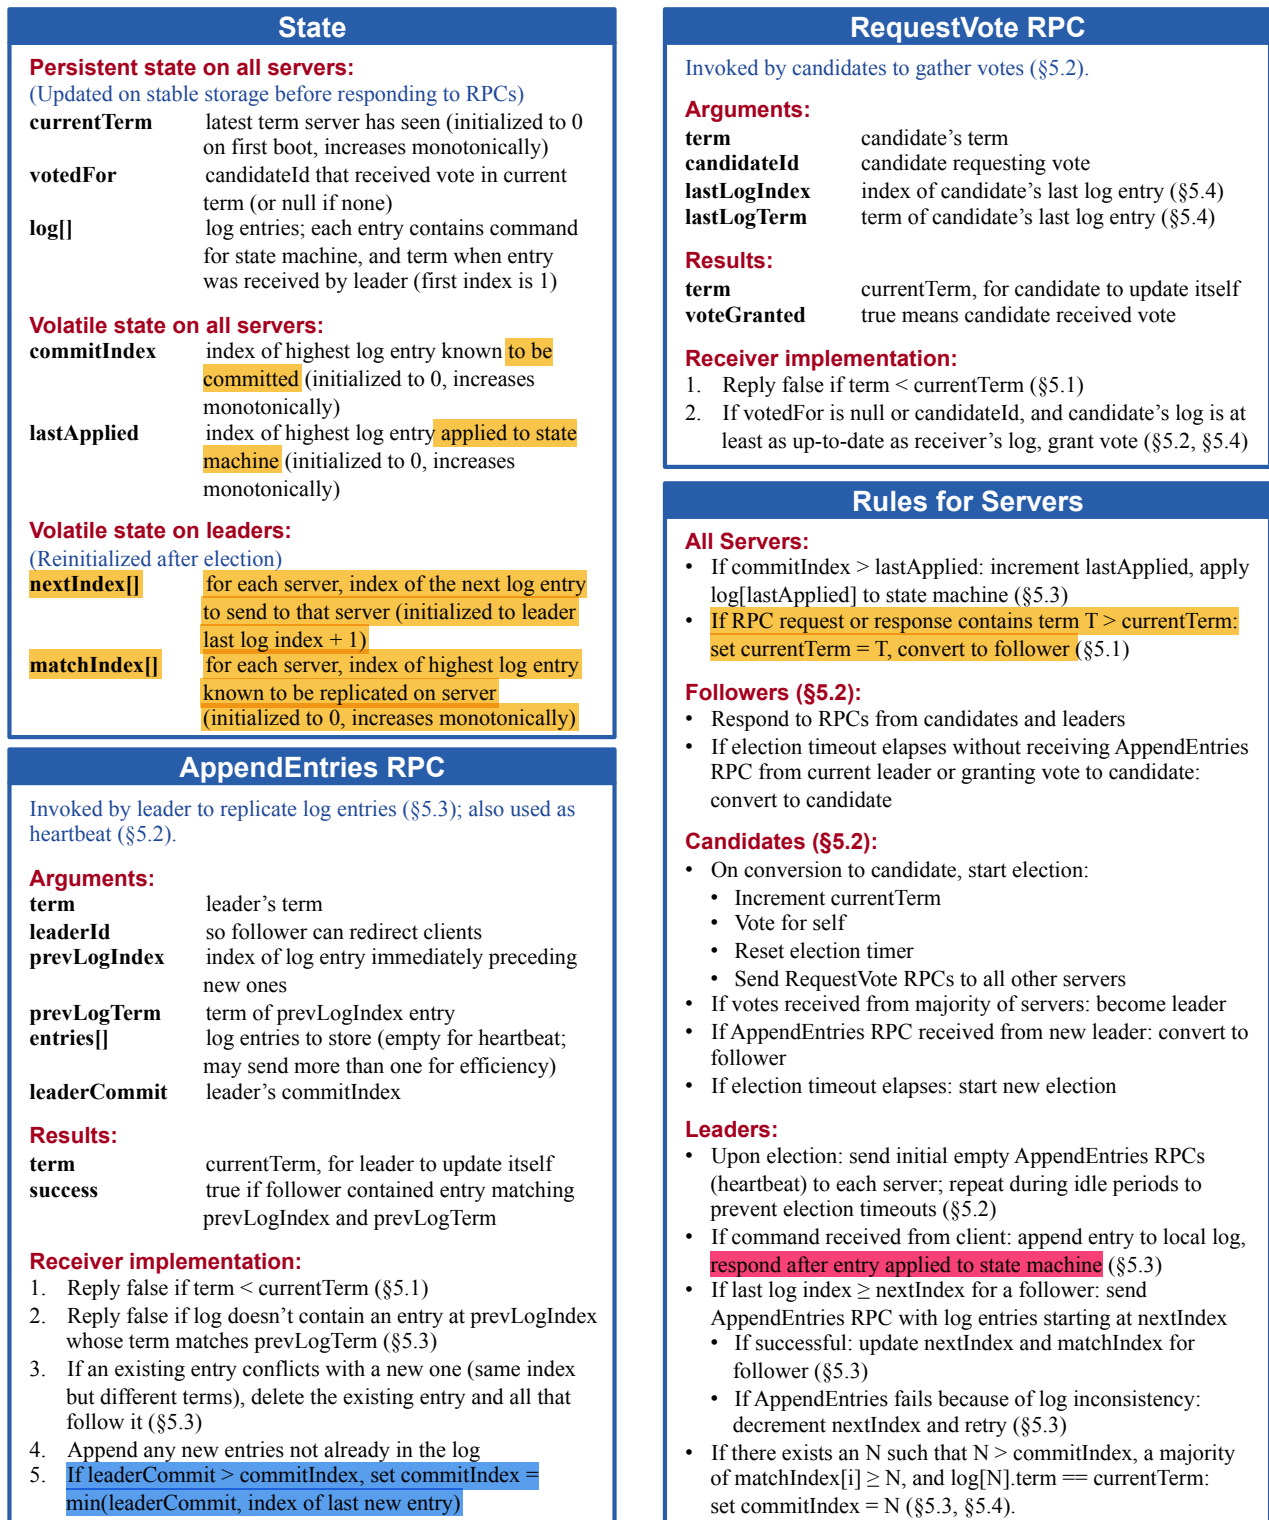 State
Persistent state on all servers:
(Updated on stable storage before responding to RPCs)
currentTerm latest term server has seen (initialized to 0
on first boot, increases monotonically)
votedFor candidateId that received vote in current
term (or null if none)
log[] log entries; each entry contains command
for state machine, and term when entry
was received by leader (first index is 1)
Volatile state on all servers:
commitIndex index of highest log entry known to be
committed (initialized to 0, increases
monotonically)
lastApplied index of highest log entry applied to state
machine (initialized to 0, increases
monotonically)
Volatile state on leaders:
(Reinitialized after election)
nextIndex[] for each server, index of the next log entry
to send to that server (initialized to leader
last log index + 1)
matchIndex[] for each server, index of highest log entry
known to be replicated on server
(initialized to 0, increases monotonically)
AppendEntries RPC
Invoked by leader to replicate log entries (§5.3); also used as
heartbeat (§5.2).
Arguments:
term leader's term
leaderId so follower can redirect clients
prevLogIndex index of log entry immediately preceding
new ones
prevLogTerm term of prevLogIndex entry
entries[] log entries to store (empty for heartbeat;
may send more than one for efficiency)
leaderCommit leader's commitIndex
Results:
term currentTerm, for leader to update itself
success true if follower contained entry matching
prevLogIndex and prevLogTerm
Receiver implementation:
1. Reply false if term < currentTerm (§5.1)
2. Reply false if log doesn't contain an entry at prevLogIndex
whose term matches prevLogTerm (§5.3)
3. If an existing entry conflicts with a new one (same index
but different terms), delete the existing entry and all that
follow it (§5.3)
4. Append any new entries not already in the log
5. If leaderCommit > commitIndex, set commitIndex =
min(leaderCommit, index of last new entry)
RequestVote RPC
Invoked by candidates to gather votes (§5.2).
Arguments:
term candidate's term
candidateId candidate requesting vote
lastLogIndex index of candidate's last log entry (§5.4)
lastLogTerm term of candidate's last log entry (§5.4)
Results:
term currentTerm, for candidate to update itself
voteGranted true means candidate received vote
Receiver implementation:
1. Reply false if term < currentTerm (§5.1)
2. If votedFor is null or candidateId, and candidate's log is at
least as up-to-date as receiver's log, grant vote (§5.2, §5.4)
Rules for Servers
All Servers:
• If commitIndex > lastApplied: increment lastApplied, apply
log[lastApplied] to state machine (§5.3)
• If RPC request or response contains term T > currentTerm:
set currentTerm = T, convert to follower (§5.1)
Followers (§5.2):
• Respond to RPCs from candidates and leaders
• If election timeout elapses without receiving AppendEntries
RPC from current leader or granting vote to candidate:
convert to candidate
Candidates (§5.2):
• On conversion to candidate, start election:
• Increment currentTerm
• Vote for self
• Reset election timer
• Send RequestVote RPCs to all other servers
• If votes received from majority of servers: become leader
• If AppendEntries RPC received from new leader: convert to
follower
• If election timeout elapses: start new election
Leaders:
• Upon election: send initial empty AppendEntries RPCs
(heartbeat) to each server; repeat during idle periods to
prevent election timeouts (§5.2)
• If command received from client: append entry to local log,
respond after entry applied to state machine (§5.3)
• If last log index ≥ nextIndex for a follower: send
AppendEntries RPC with log entries starting at nextIndex
• If successful: update nextIndex and matchIndex for
follower (§5.3)
• If AppendEntries fails because of log inconsistency:
decrement nextIndex and retry (§5.3)
• If there exists an N such that N > commitIndex, a majority
of matchIndex[i] ≥ N, and log[N].term == currentTerm:
set commitIndex = N (§5.3, §5.4).